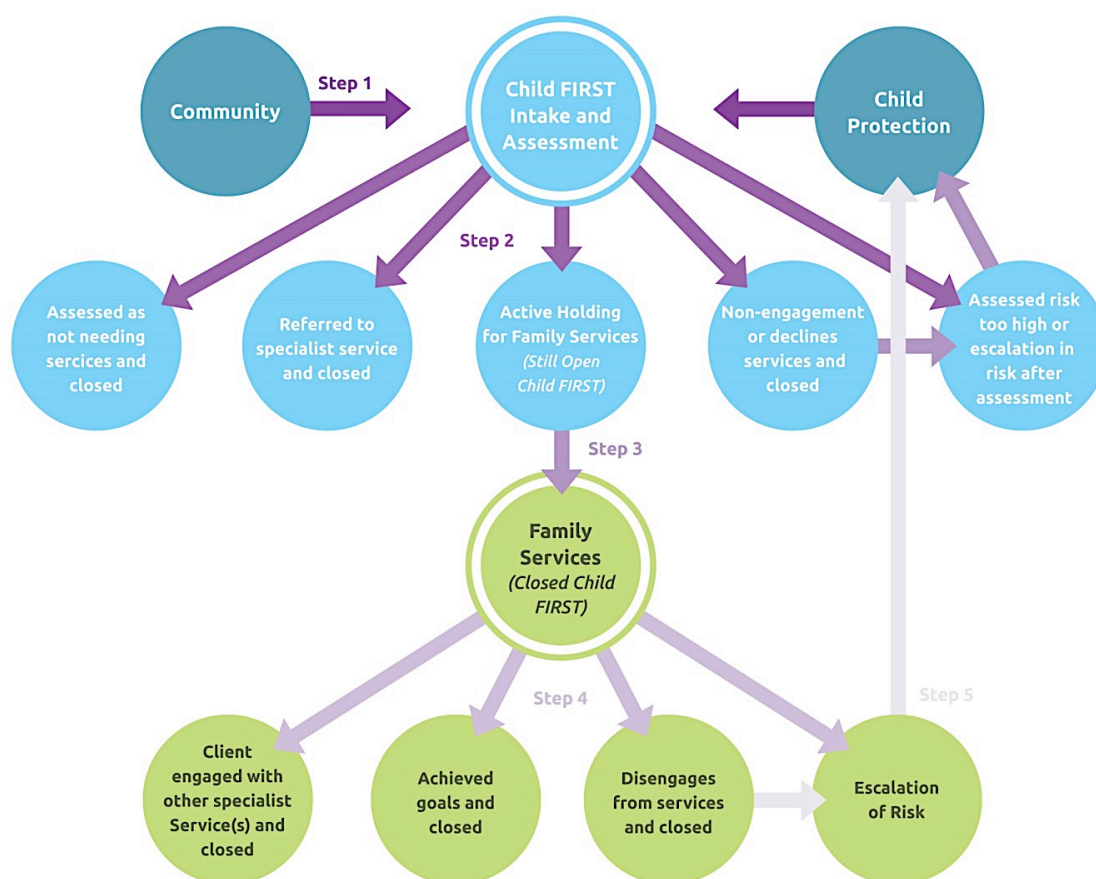 Step 1
Community
Child FIRST
Intake and
Assessment
Child
Protection
Step 2
Assessed as
not needing
sercices and
closed
Referred to
specialist service
and closed
Active Holding
for Family Services
(Still Open
Child FIRST)
Non-engagement
or declines
services and
closed
Assessed risk
too high or
escalation in
risk after
assessment
Step 3
Family
Services
(Closed Child
FIRST)
Step 4
Step 5
Client
engaged with
other specialist
Service(s) and
closed
Achieved
goals and
closed
Disengages
from services
and closed
Escalation
of Risk